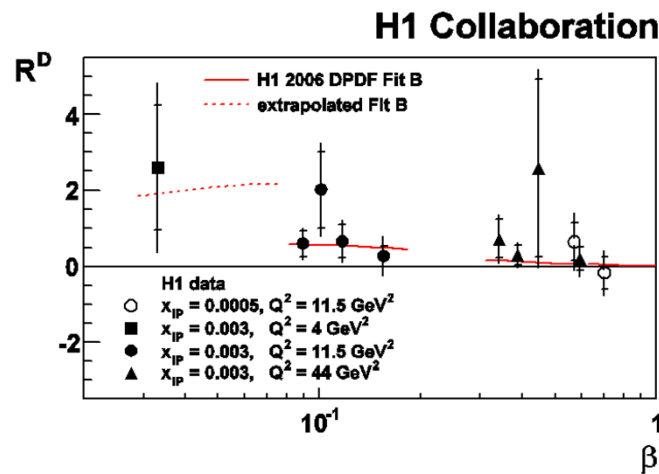 H1 Collaboration
R^D
H1 2006 DPDF Fit B
extrapolated Fit B
4
2
0
-2
H1 data
x_IP = 0.0005, Q^2 = 11.5 GeV^2
x_IP = 0.003, Q^2 = 4 GeV^2
x_IP = 0.003, Q^2 = 11.5 GeV^2
x_IP = 0.003, Q^2 = 44 GeV^2
10^-1 1
β